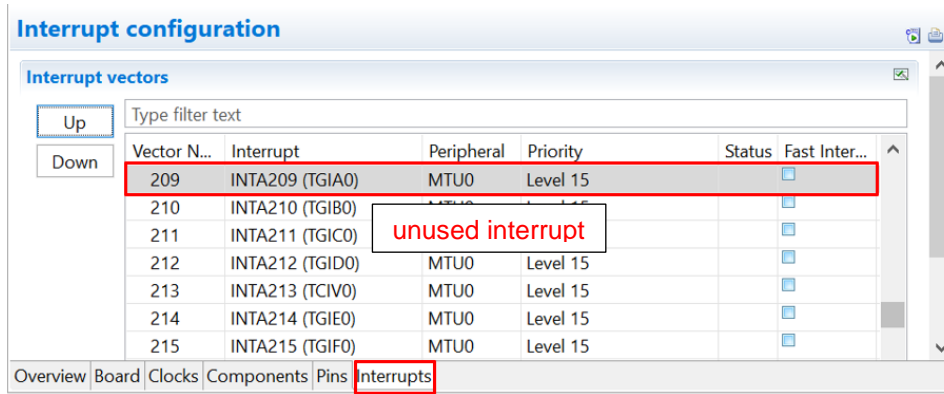 Interrupt configuration
Interrupt vectors
Up
Down
Type filter text
Vector N... Interrupt Peripheral Priority Status Fast Inter...
209 INTA209 (TGIA0) MTU0 Level 15
210 INTA210 (TGIB0)
211 INTA211 (TGIC0)
unused interrupt
212 INTA212 (TGID0) MTU0 Level 15
213 INTA213 (TCIV0) MTU0 Level 15
214 INTA214 (TGIE0) MTU0 Level 15
215 INTA215 (TGIF0) MTU0 Level 15
Overview Board Clocks Components Pins Interrupts